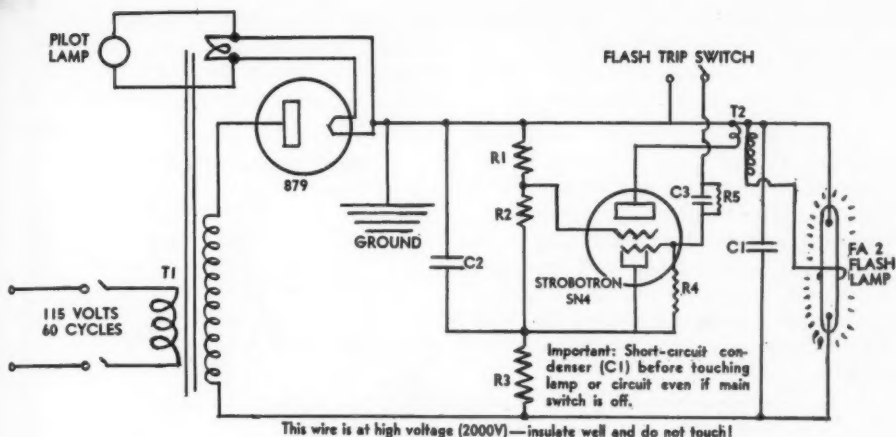 PILOT
LAMP
879
GROUND
T1
115 VOLTS
60 CYCLES
C2
R1
R2
R3
STROBOTRON
SN4
R4
FLASH TRIP SWITCH
T2
C3
R5
C1
FA 2
FLASH
LAMP
Important: Short-circuit con-
denser (C1) before touching
lamp or circuit even if main
switch is off.
This wire is at high voltage (2000V)—insulate well and do not touch!